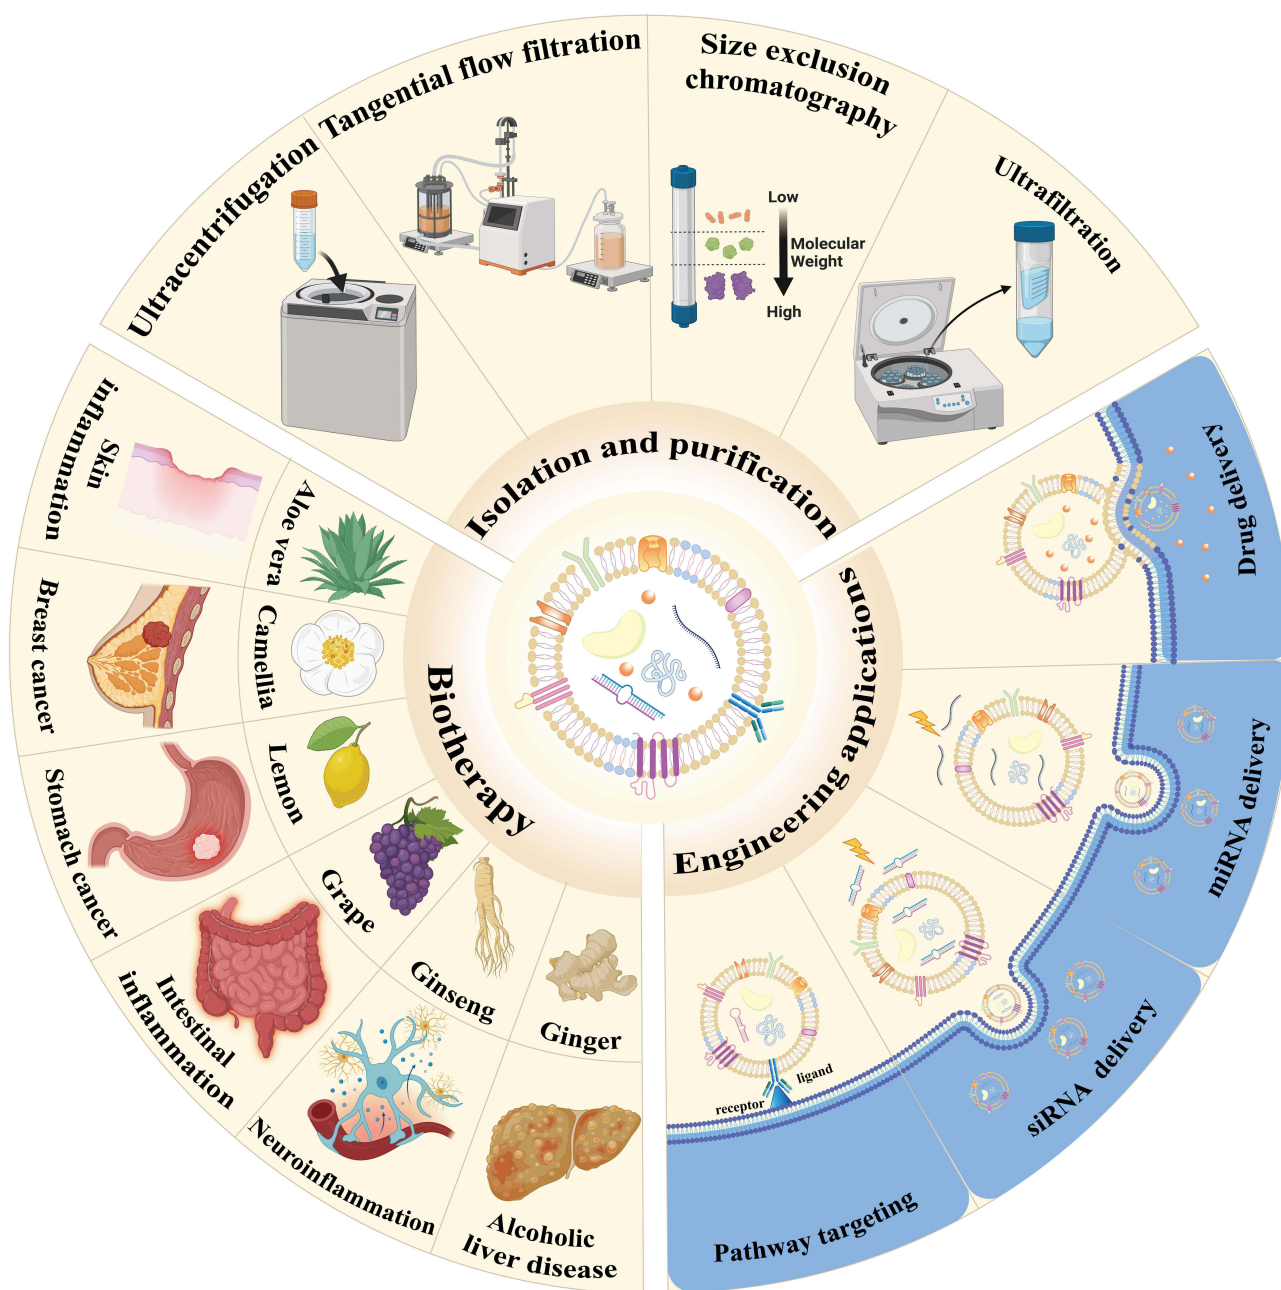 Ultracentrifugation
Tangential flow filtration
Size exclusion
chromatography
Low
Molecular
Weight
High
Ultrafiltration
Isolation and purification
Skin
inflammation
Aloe vera
Breast cancer
Camellia
Stomach cancer
Lemon
Intestinal
inflammation
Grape
Neuroinflammation
Ginseng
Alcoholic
liver disease
Ginger
Biotherapy
Engineering applications
Drug delivery
miRNA delivery
siRNA delivery
Pathway targeting
ligand
receptor